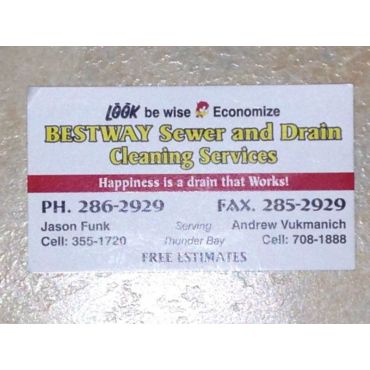 LOOK be wise Economize
BESTWAY Sewer and Drain
Cleaning Services
Happiness is a drain that Works!
PH. 286-2929 FAX. 285-2929
Jason Funk Serving Andrew Vukmanich
Cell: 355-1720 Thunder Bay Cell: 708-1888
FREE ESTIMATES